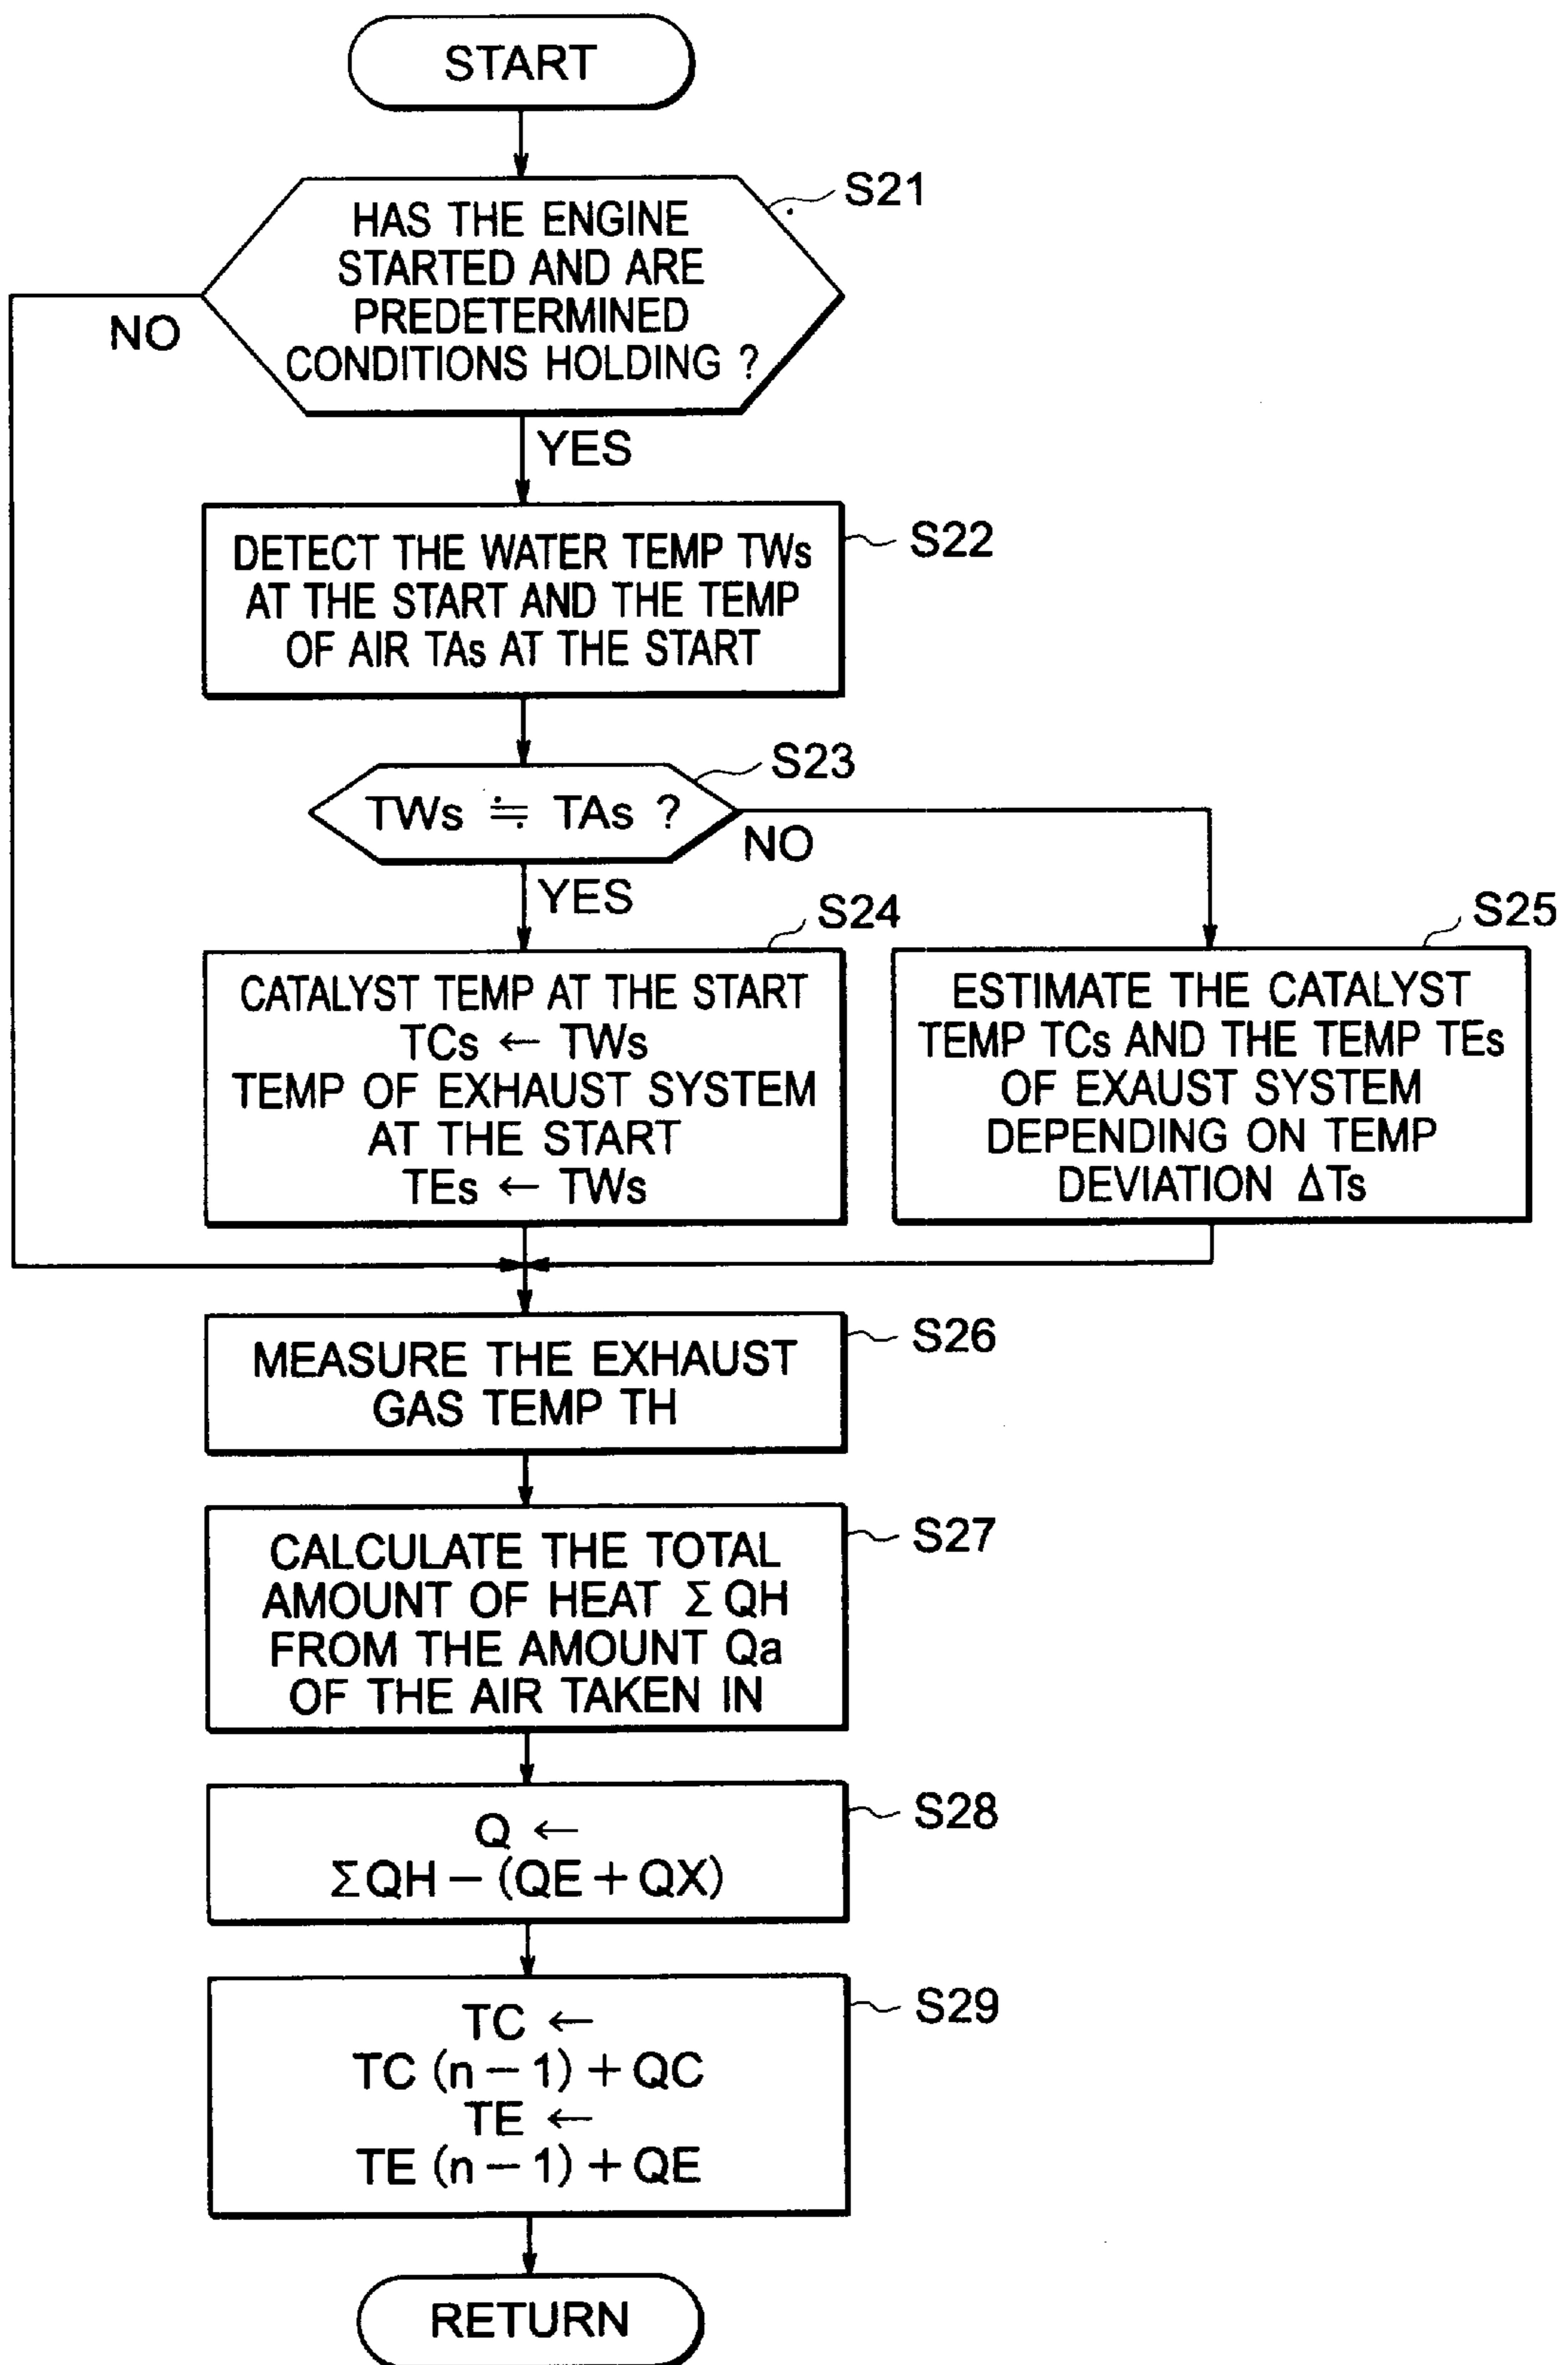 START
S21
HAS THE ENGINE
STARTED AND ARE
PREDETERMINED
CONDITIONS HOLDING ?
NO
YES
S22
DETECT THE WATER TEMP TWs
AT THE START AND THE TEMP
OF AIR TAs AT THE START
S23
TWs ≒ TAs ?
NO
YES
S24
CATALYST TEMP AT THE START
TCs ← TWs
TEMP OF EXHAUST SYSTEM
AT THE START
TEs ← TWs
S25
ESTIMATE THE CATALYST
TEMP TCs AND THE TEMP TEs
OF EXAUST SYSTEM
DEPENDING ON TEMP
DEVIATION ΔTs
S26
MEASURE THE EXHAUST
GAS TEMP TH
S27
CALCULATE THE TOTAL
AMOUNT OF HEAT Σ QH
FROM THE AMOUNT Qa
OF THE AIR TAKEN IN
S28
Q ←
ΣQH – (QE + QX)
S29
TC ←
TC (n – 1) + QC
TE ←
TE (n – 1) + QE
RETURN